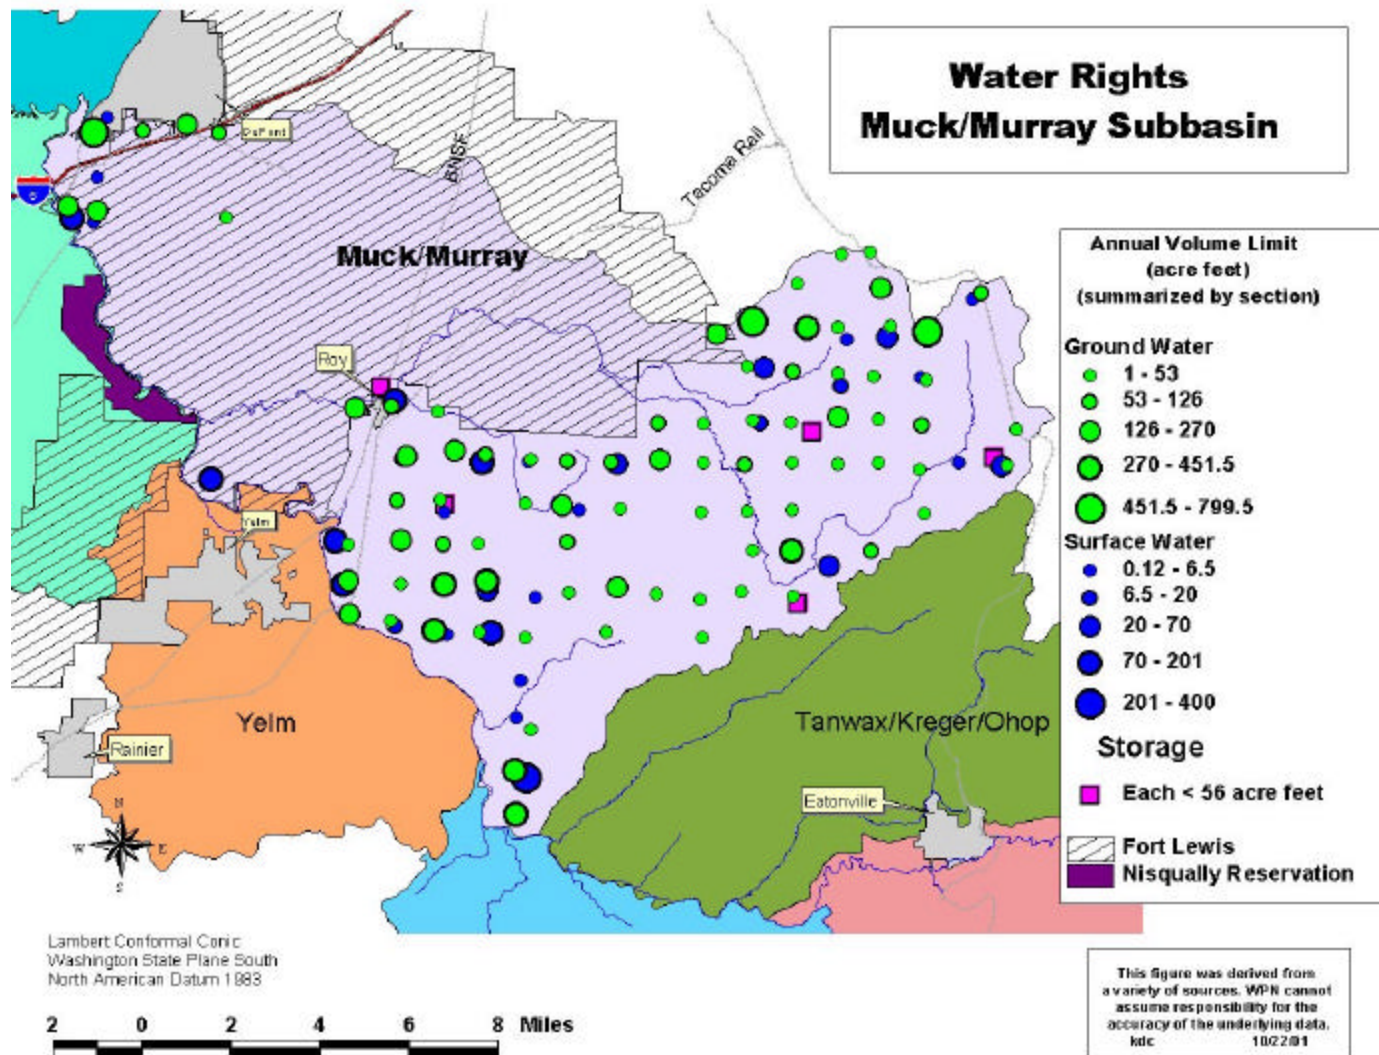 Water Rights
Muck/Murray Subbasin
DuPont
BNSF
Tacoma Rail
5
Muck/Murray
Roy
Yelm
Yelm
Rainier
Tanwax/Kreger/Ohop
Eatonville
N
W E
S
Annual Volume Limit
(acre feet)
(summarized by section)
Ground Water
1 - 53
53 - 126
126 - 270
270 - 451.5
451.5 - 799.5
Surface Water
0.12 - 6.5
6.5 - 20
20 - 70
70 - 201
201 - 400
Storage
Each < 56 acre feet
Fort Lewis
Nisqually Reservation
Lambert Conformal Conic
Washington State Plane South
North American Datum 1983
2 0 2 4 6 8 Miles
This figure was derived from
a variety of sources. WPN cannot
assume responsibility for the
accuracy of the underlying data.
kdc 10/22/01